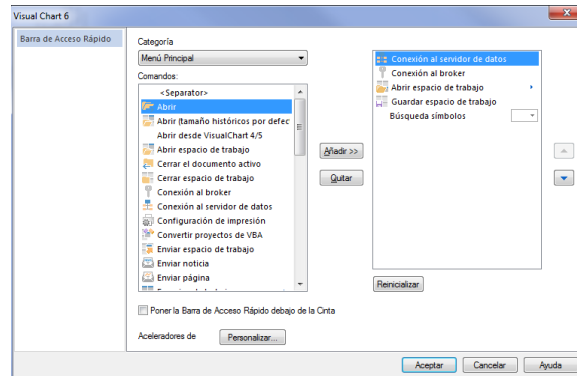 Visual Chart 6
Barra de Acceso Rápido
Categoría
Menú Principal
Comandos:
<Separator>
Abrir
Abrir (tamaño históricos por defec
Abrir desde VisualChart 4/5
Abrir espacio de trabajo
Cerrar el documento activo
Cerrar espacio de trabajo
Conexión al broker
Conexión al servidor de datos
Configuración de impresión
Convertir proyectos de VBA
Enviar espacio de trabajo
Enviar noticia
Enviar página
Añadir >>
Quitar
Conexión al servidor de datos
Conexión al broker
Abrir espacio de trabajo
Guardar espacio de trabajo
Búsqueda símbolos
Reinicializar
Poner la Barra de Acceso Rápido debajo de la Cinta
Aceleradores de
Personalizar...
Aceptar
Cancelar
Ayuda